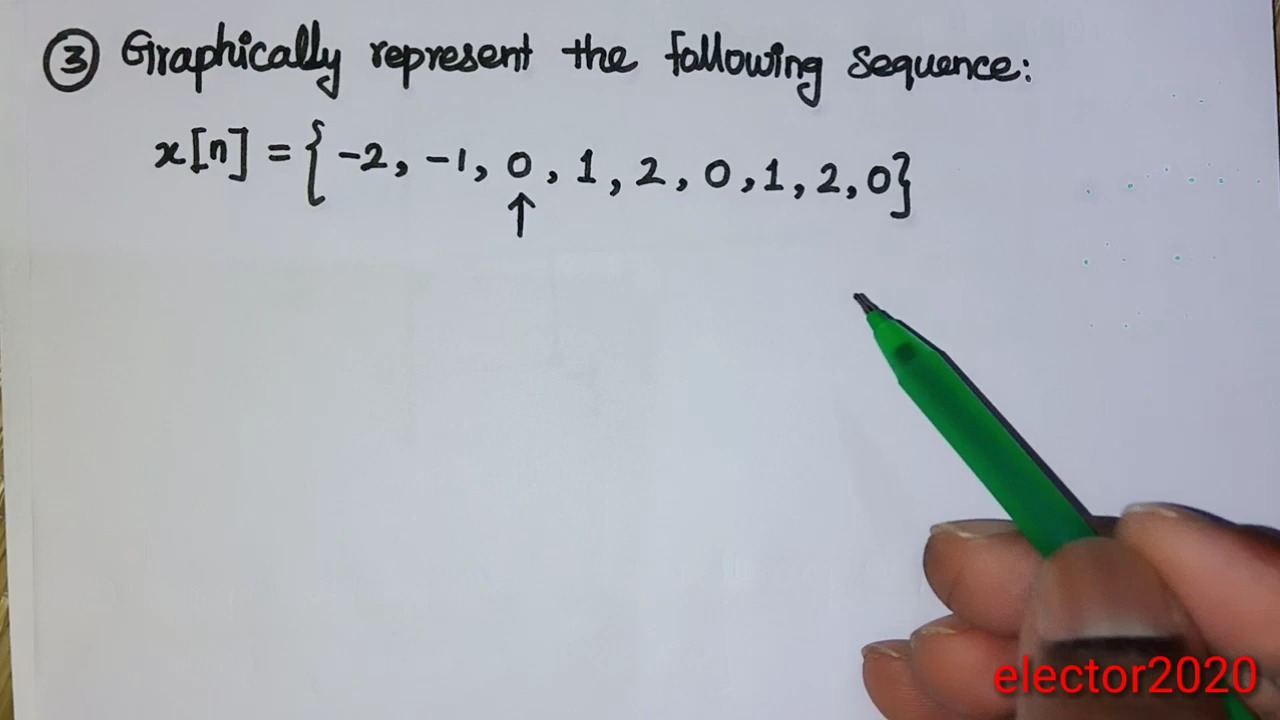 ③ Graphically represent the following sequence:
x[n] = {-2, -1, 0, 1, 2, 0, 1, 2, 0}
↑
elector2020